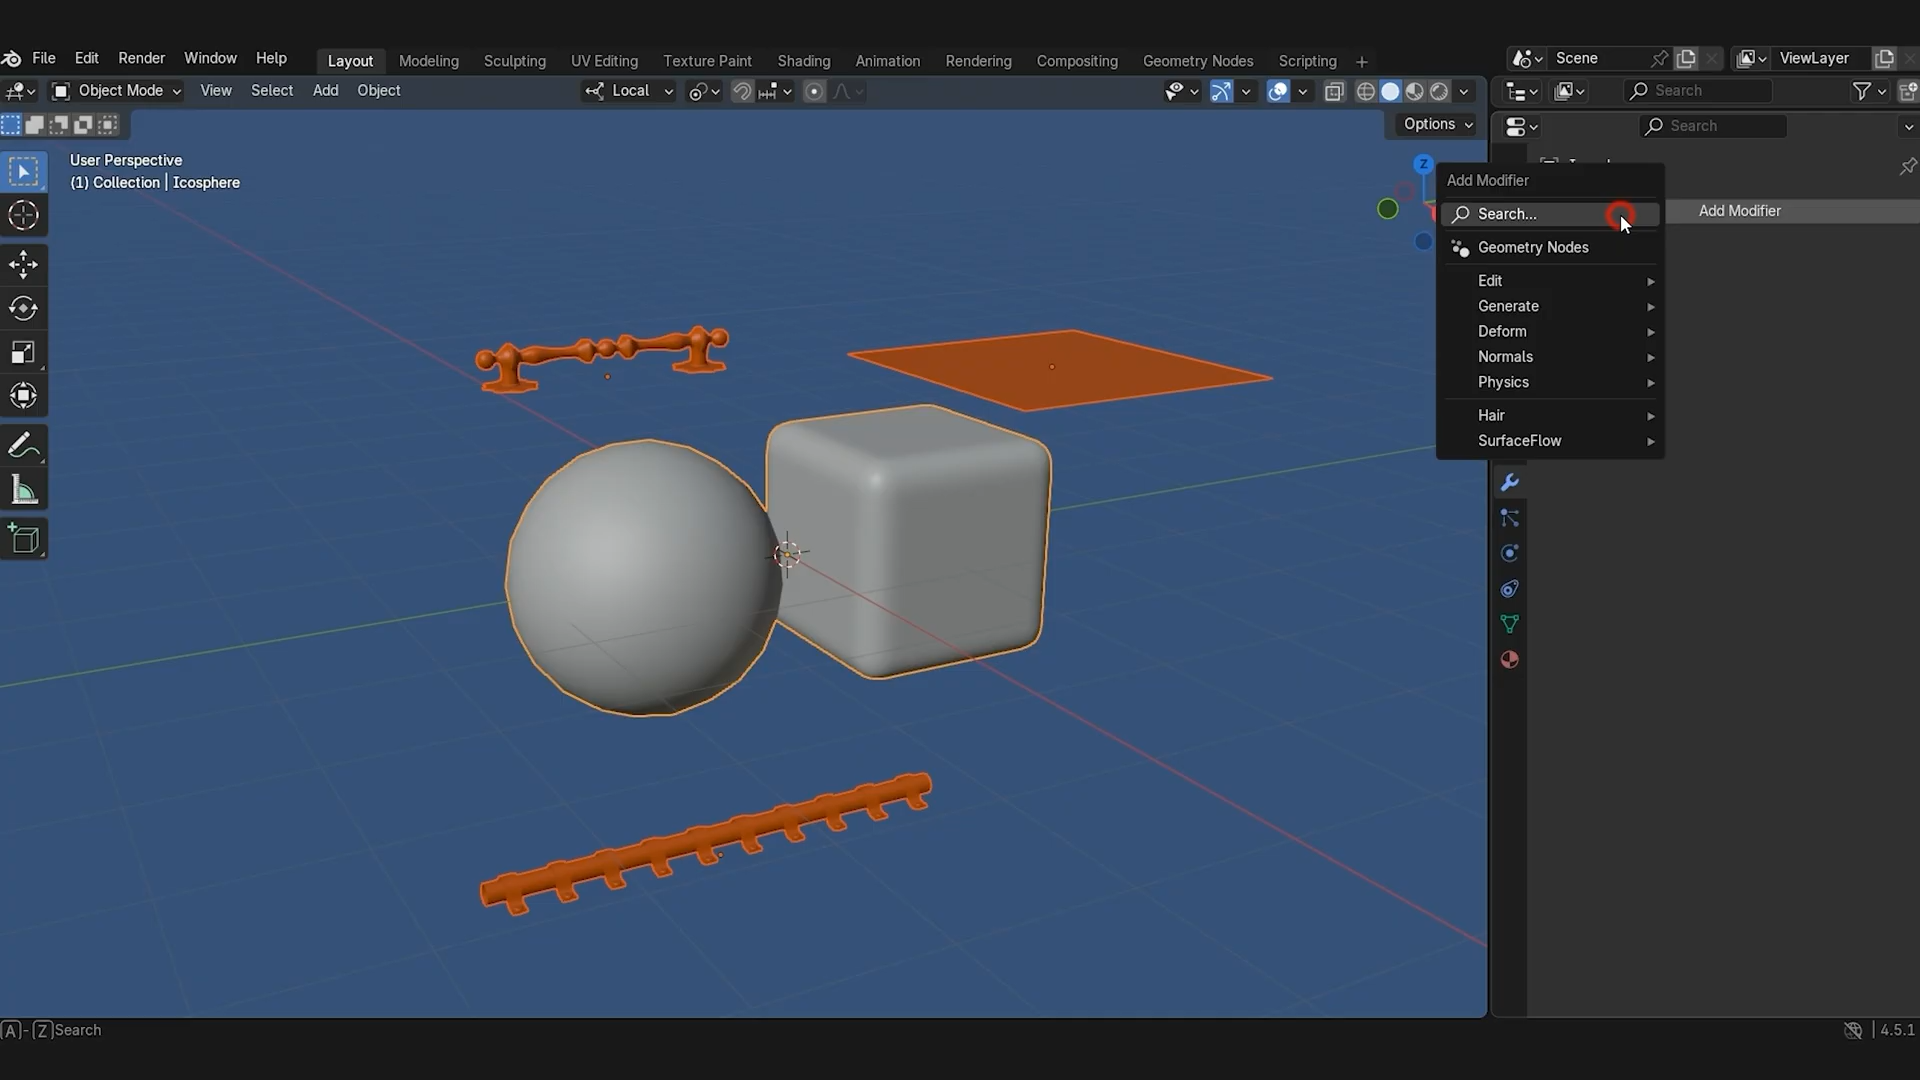 File Edit Render Window Help Layout Modeling Sculpting UV Editing Texture Paint Shading Animation Rendering Compositing Geometry Nodes Scripting + Scene ViewLayer
Object Mode View Select Add Object Local Search
Options Search
User Perspective
(1) Collection | Icosphere
Z
Add Modifier
Search...
Add Modifier
Geometry Nodes
Edit
Generate
Deform
Normals
Physics
Hair
SurfaceFlow
A - Z Search 4.5.1